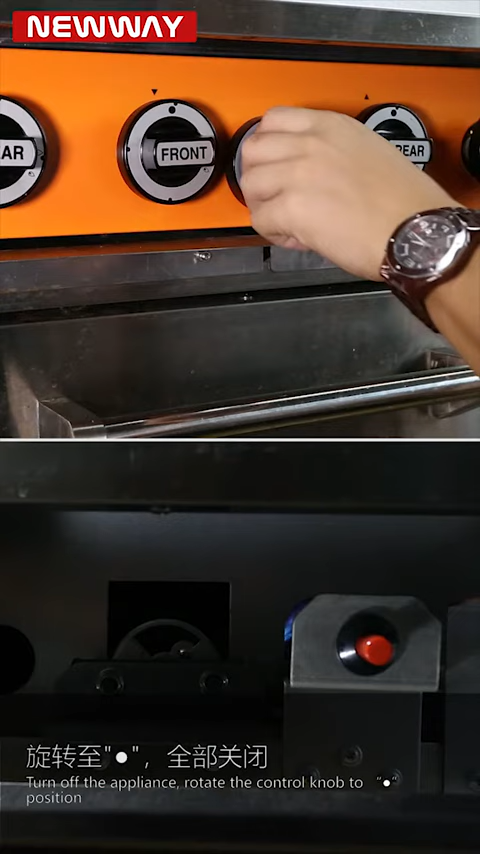 NEWWAY
AR
FRONT
REAR
旋转至"●"，全部关闭
Turn off the appliance, rotate the control knob to "●"
position